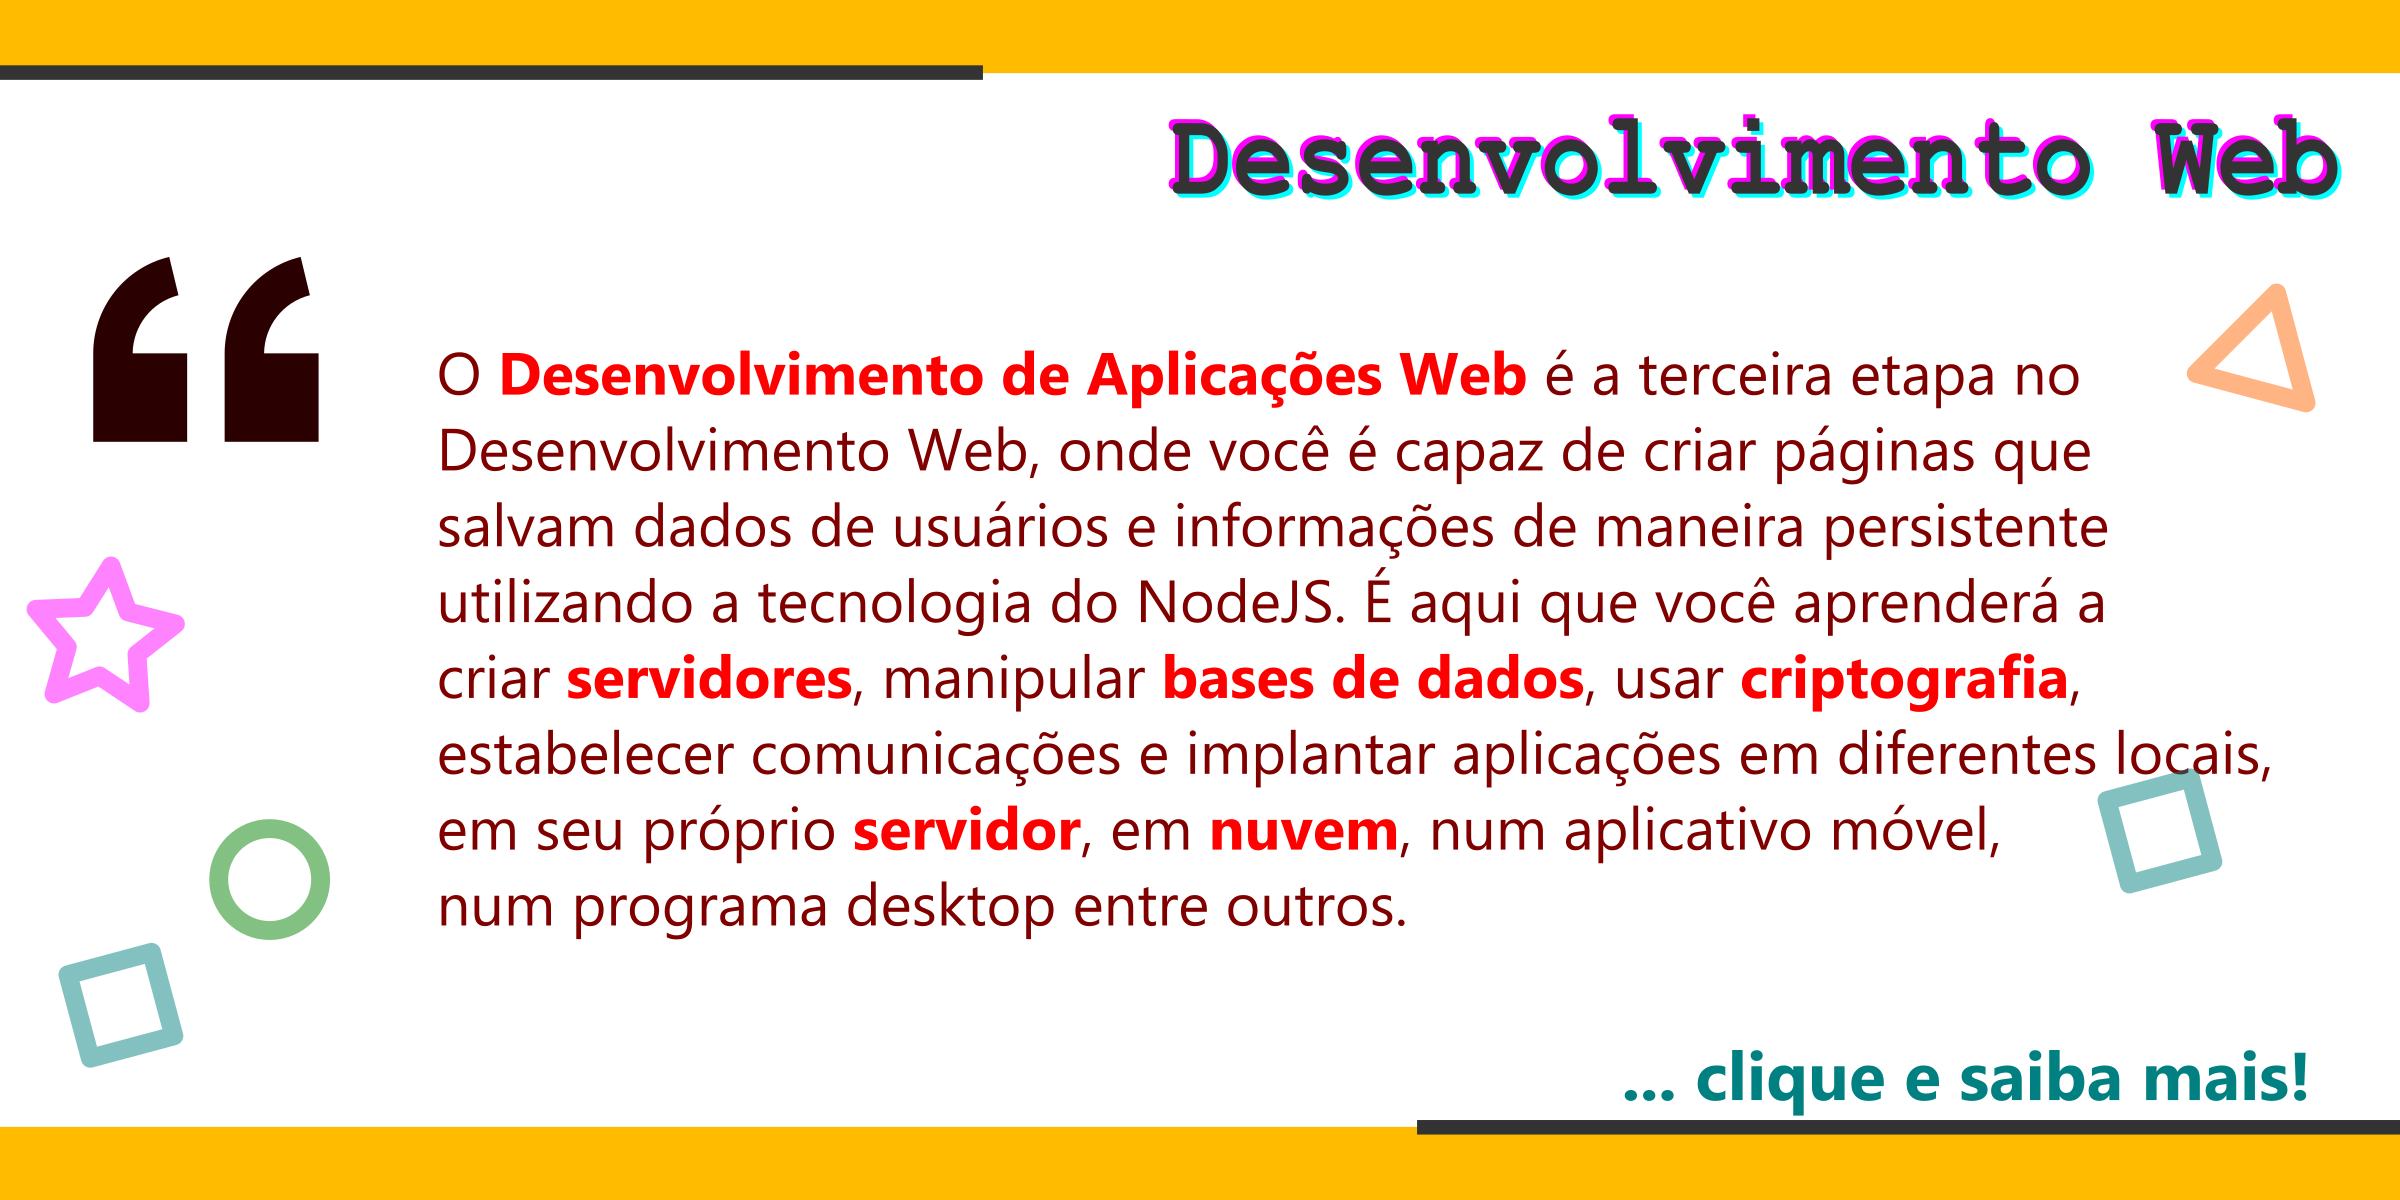 Desenvolvimento Web
O Desenvolvimento de Aplicações Web é a terceira etapa no
Desenvolvimento Web, onde você é capaz de criar páginas que
salvam dados de usuários e informações de maneira persistente
utilizando a tecnologia do NodeJS. É aqui que você aprenderá a
criar servidores, manipular bases de dados, usar criptografia,
estabelecer comunicações e implantar aplicações em diferentes locais,
em seu próprio servidor, em nuvem, num aplicativo móvel,
num programa desktop entre outros.
... clique e saiba mais!